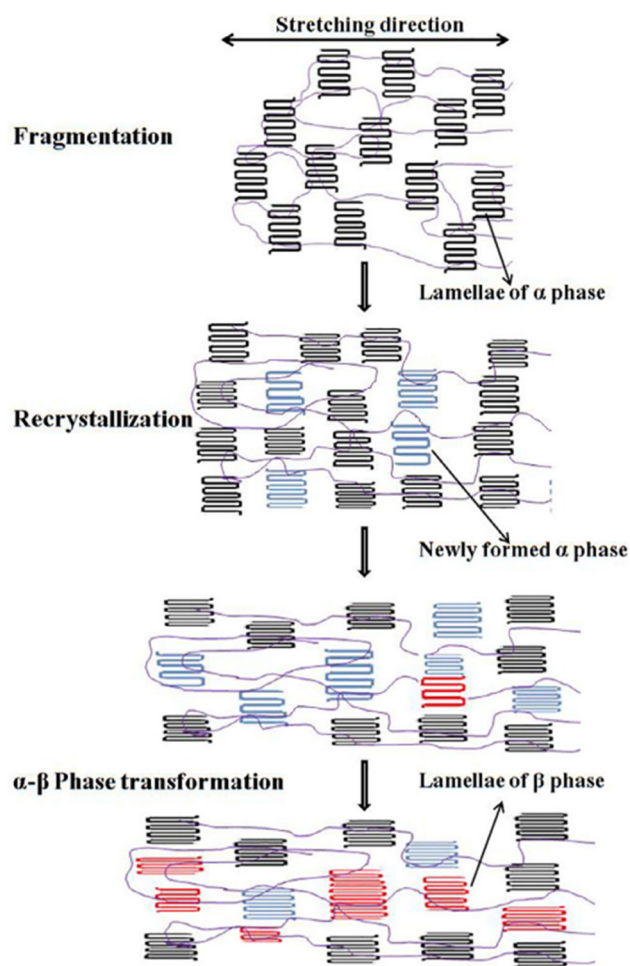 Stretching direction
Fragmentation
Lamellae of α phase
Recrystallization
Newly formed α phase
α-β Phase transformation
Lamellae of β phase